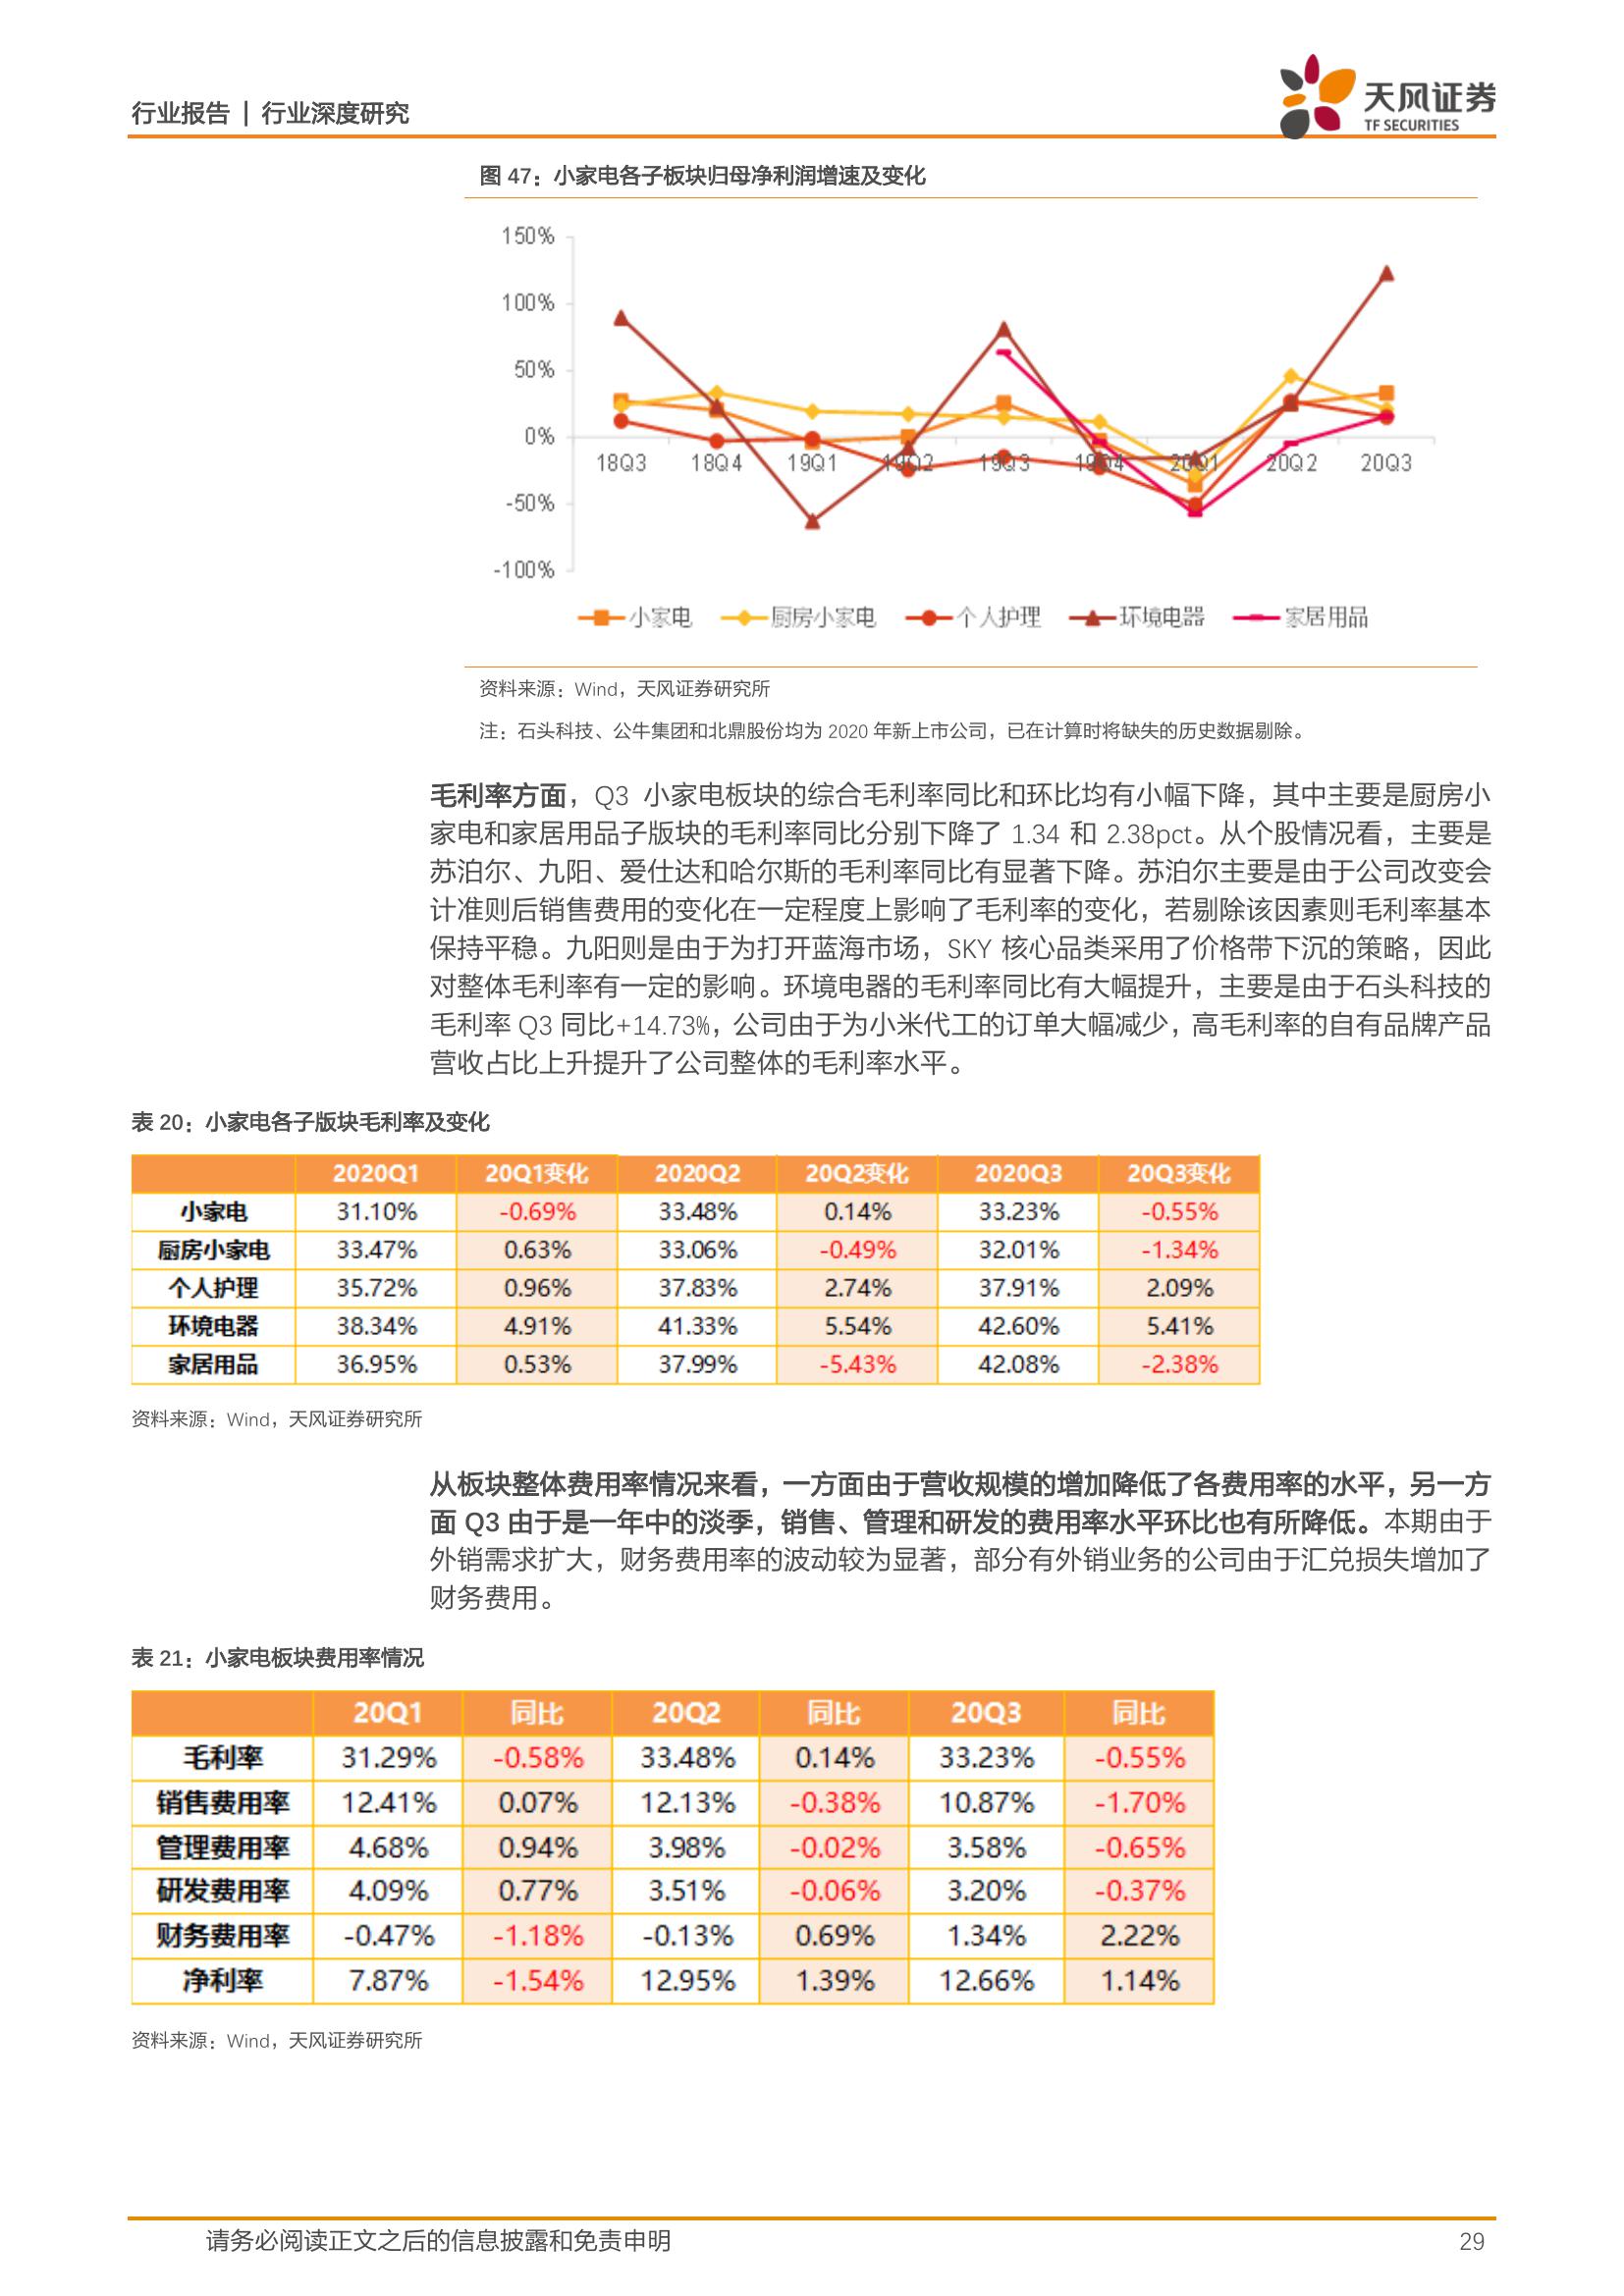 行业报告 | 行业深度研究
天风证券
TF SECURITIES
图 47：小家电各子板块归母净利润增速及变化
150%
100%
50%
0%
-50%
-100%
18Q3 18Q4 19Q1 19Q2 19Q3 19Q4 20Q1 20Q2 20Q3
小家电 厨房小家电 个人护理 环境电器 家居用品
资料来源：Wind，天风证券研究所
注：石头科技、公牛集团和北鼎股份均为 2020 年新上市公司，已在计算时将缺失的历史数据剔除。
毛利率方面，Q3 小家电板块的综合毛利率同比和环比均有小幅下降，其中主要是厨房小
家电和家居用品子版块的毛利率同比分别下降了 1.34 和 2.38pct。从个股情况看，主要是
苏泊尔、九阳、爱仕达和哈尔斯的毛利率同比有显著下降。苏泊尔主要是由于公司改变会
计准则后销售费用的变化在一定程度上影响了毛利率的变化，若剔除该因素则毛利率基本
保持平稳。九阳则是由于为打开蓝海市场，SKY 核心品类采用了价格带下沉的策略，因此
对整体毛利率有一定的影响。环境电器的毛利率同比有大幅提升，主要是由于石头科技的
毛利率 Q3 同比+14.73%，公司由于为小米代工的订单大幅减少，高毛利率的自有品牌产品
营收占比上升提升了公司整体的毛利率水平。
表 20：小家电各子版块毛利率及变化
2020Q1 20Q1变化 2020Q2 20Q2变化 2020Q3 20Q3变化
小家电 31.10% -0.69% 33.48% 0.14% 33.23% -0.55%
厨房小家电 33.47% 0.63% 33.06% -0.49% 32.01% -1.34%
个人护理 35.72% 0.96% 37.83% 2.74% 37.91% 2.09%
环境电器 38.34% 4.91% 41.33% 5.54% 42.60% 5.41%
家居用品 36.95% 0.53% 37.99% -5.43% 42.08% -2.38%
资料来源：Wind，天风证券研究所
从板块整体费用率情况来看，一方面由于营收规模的增加降低了各费用率的水平，另一方
面 Q3 由于是一年中的淡季，销售、管理和研发的费用率水平环比也有所降低。本期由于
外销需求扩大，财务费用率的波动较为显著，部分有外销业务的公司由于汇兑损失增加了
财务费用。
表 21：小家电板块费用率情况
20Q1 同比 20Q2 同比 20Q3 同比
毛利率 31.29% -0.58% 33.48% 0.14% 33.23% -0.55%
销售费用率 12.41% 0.07% 12.13% -0.38% 10.87% -1.70%
管理费用率 4.68% 0.94% 3.98% -0.02% 3.58% -0.65%
研发费用率 4.09% 0.77% 3.51% -0.06% 3.20% -0.37%
财务费用率 -0.47% -1.18% -0.13% 0.69% 1.34% 2.22%
净利率 7.87% -1.54% 12.95% 1.39% 12.66% 1.14%
资料来源：Wind，天风证券研究所
请务必阅读正文之后的信息披露和免责申明
29